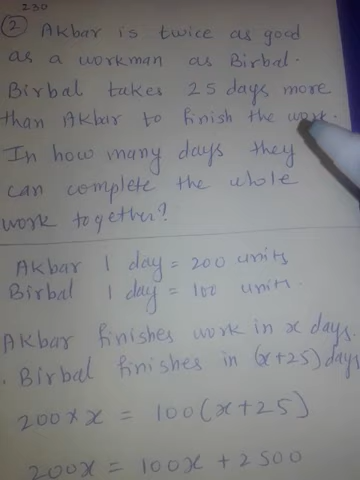 230
2 Akbar is twice as good
as a workman as Birbal.
Birbal takes 25 days more
than Akbar to finish the work.
In how many days they
can complete the whole
work together?
Akbar 1 day = 200 units
Birbal 1 day = 100 units.
Akbar finishes work in x days.
. Birbal finishes in (x+25) days
200 × x = 100(x+25)
200x = 100x + 2500